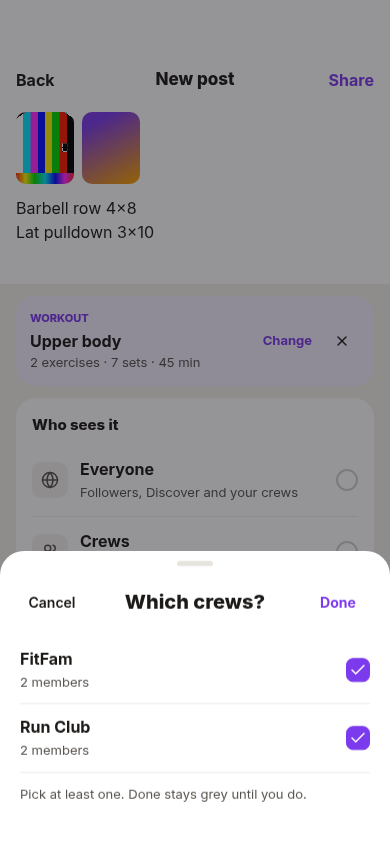 Back
New post
Share
Barbell row 4×8
Lat pulldown 3×10
WORKOUT
Upper body
Change
2 exercises · 7 sets · 45 min
Who sees it
Everyone
Followers, Discover and your crews
Crews
Cancel
Which crews?
Done
FitFam
2 members
Run Club
2 members
Pick at least one. Done stays grey until you do.